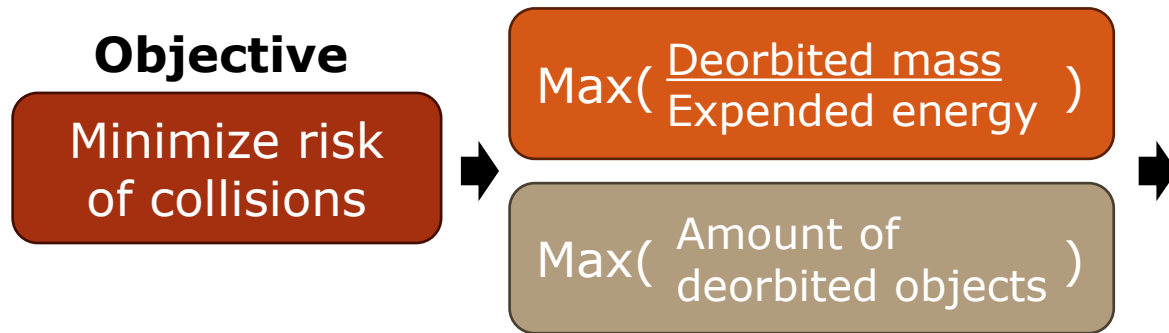 Objective
Minimize risk
of collisions
Max( Deorbited mass
Expended energy )
Max( Amount of
deorbited objects )